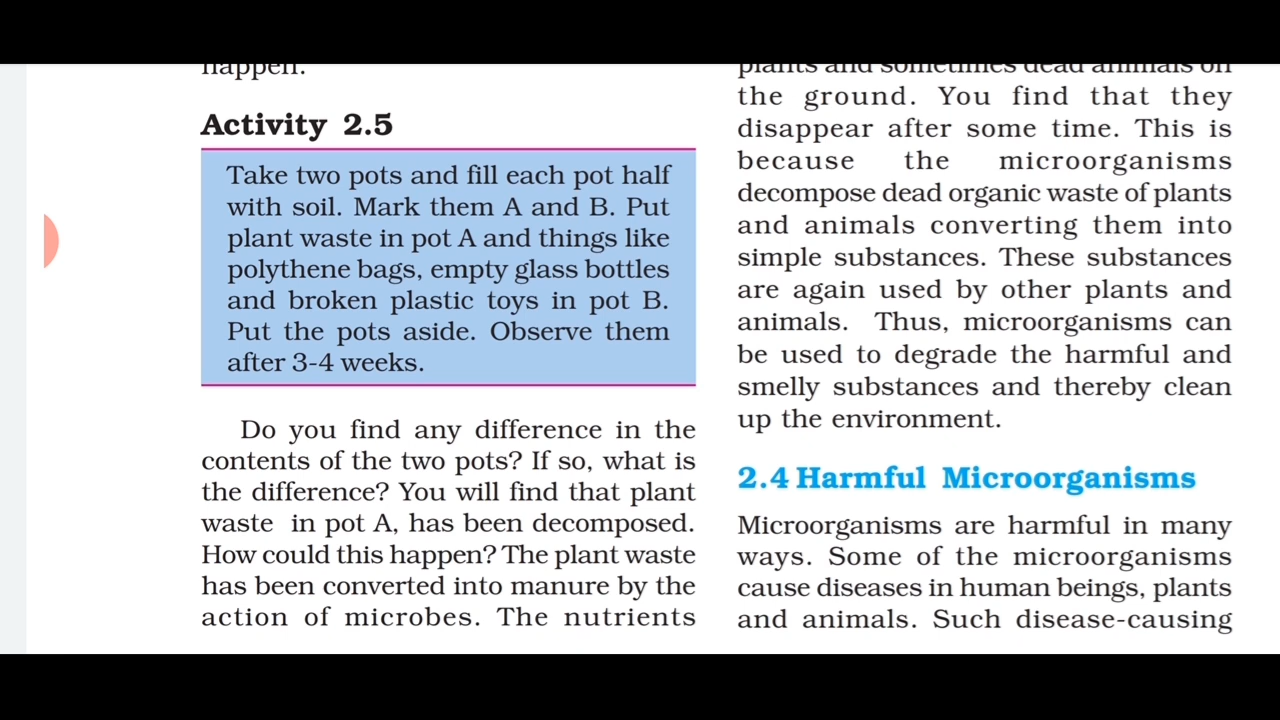 happen.
Activity 2.5
Take two pots and fill each pot half
with soil. Mark them A and B. Put
plant waste in pot A and things like
polythene bags, empty glass bottles
and broken plastic toys in pot B.
Put the pots aside. Observe them
after 3-4 weeks.
Do you find any difference in the
contents of the two pots? If so, what is
the difference? You will find that plant
waste in pot A, has been decomposed.
How could this happen? The plant waste
has been converted into manure by the
action of microbes. The nutrients
plants and sometimes dead animals on
the ground. You find that they
disappear after some time. This is
because the microorganisms
decompose dead organic waste of plants
and animals converting them into
simple substances. These substances
are again used by other plants and
animals. Thus, microorganisms can
be used to degrade the harmful and
smelly substances and thereby clean
up the environment.
2.4 Harmful Microorganisms
Microorganisms are harmful in many
ways. Some of the microorganisms
cause diseases in human beings, plants
and animals. Such disease-causing